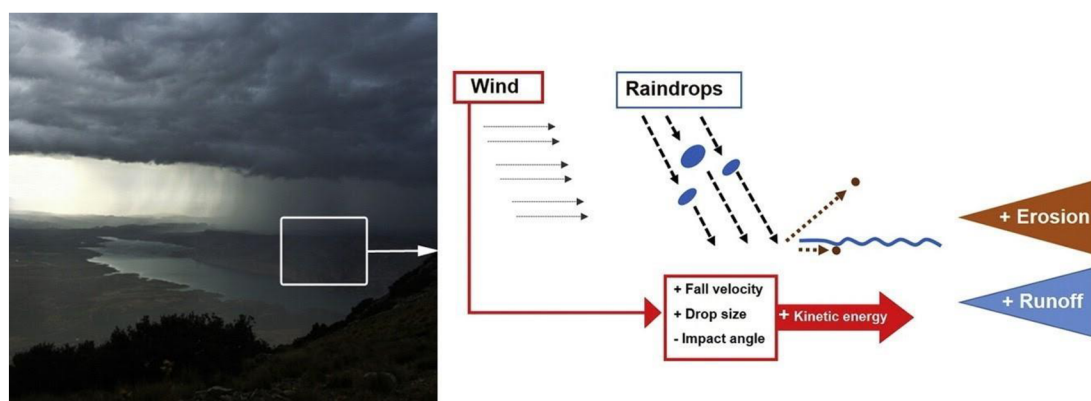 Wind
Raindrops
+ Fall velocity
+ Drop size
- Impact angle
+ Kinetic energy
+ Erosion
+ Runoff